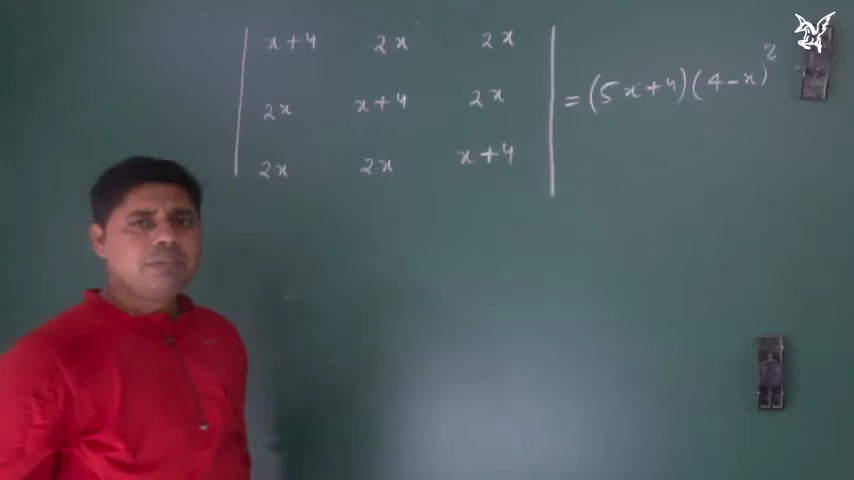 | x+4 2x 2x |
| 2x x+4 2x | = (5x+4)(4-x)²
| 2x 2x x+4 |